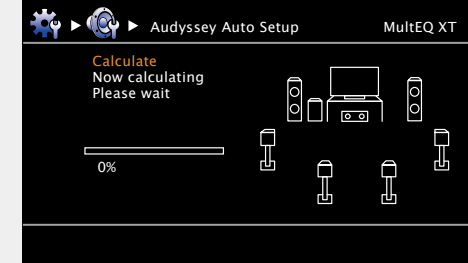 Audyssey Auto Setup MultEQ XT
Calculate
Now calculating
Please wait
0%